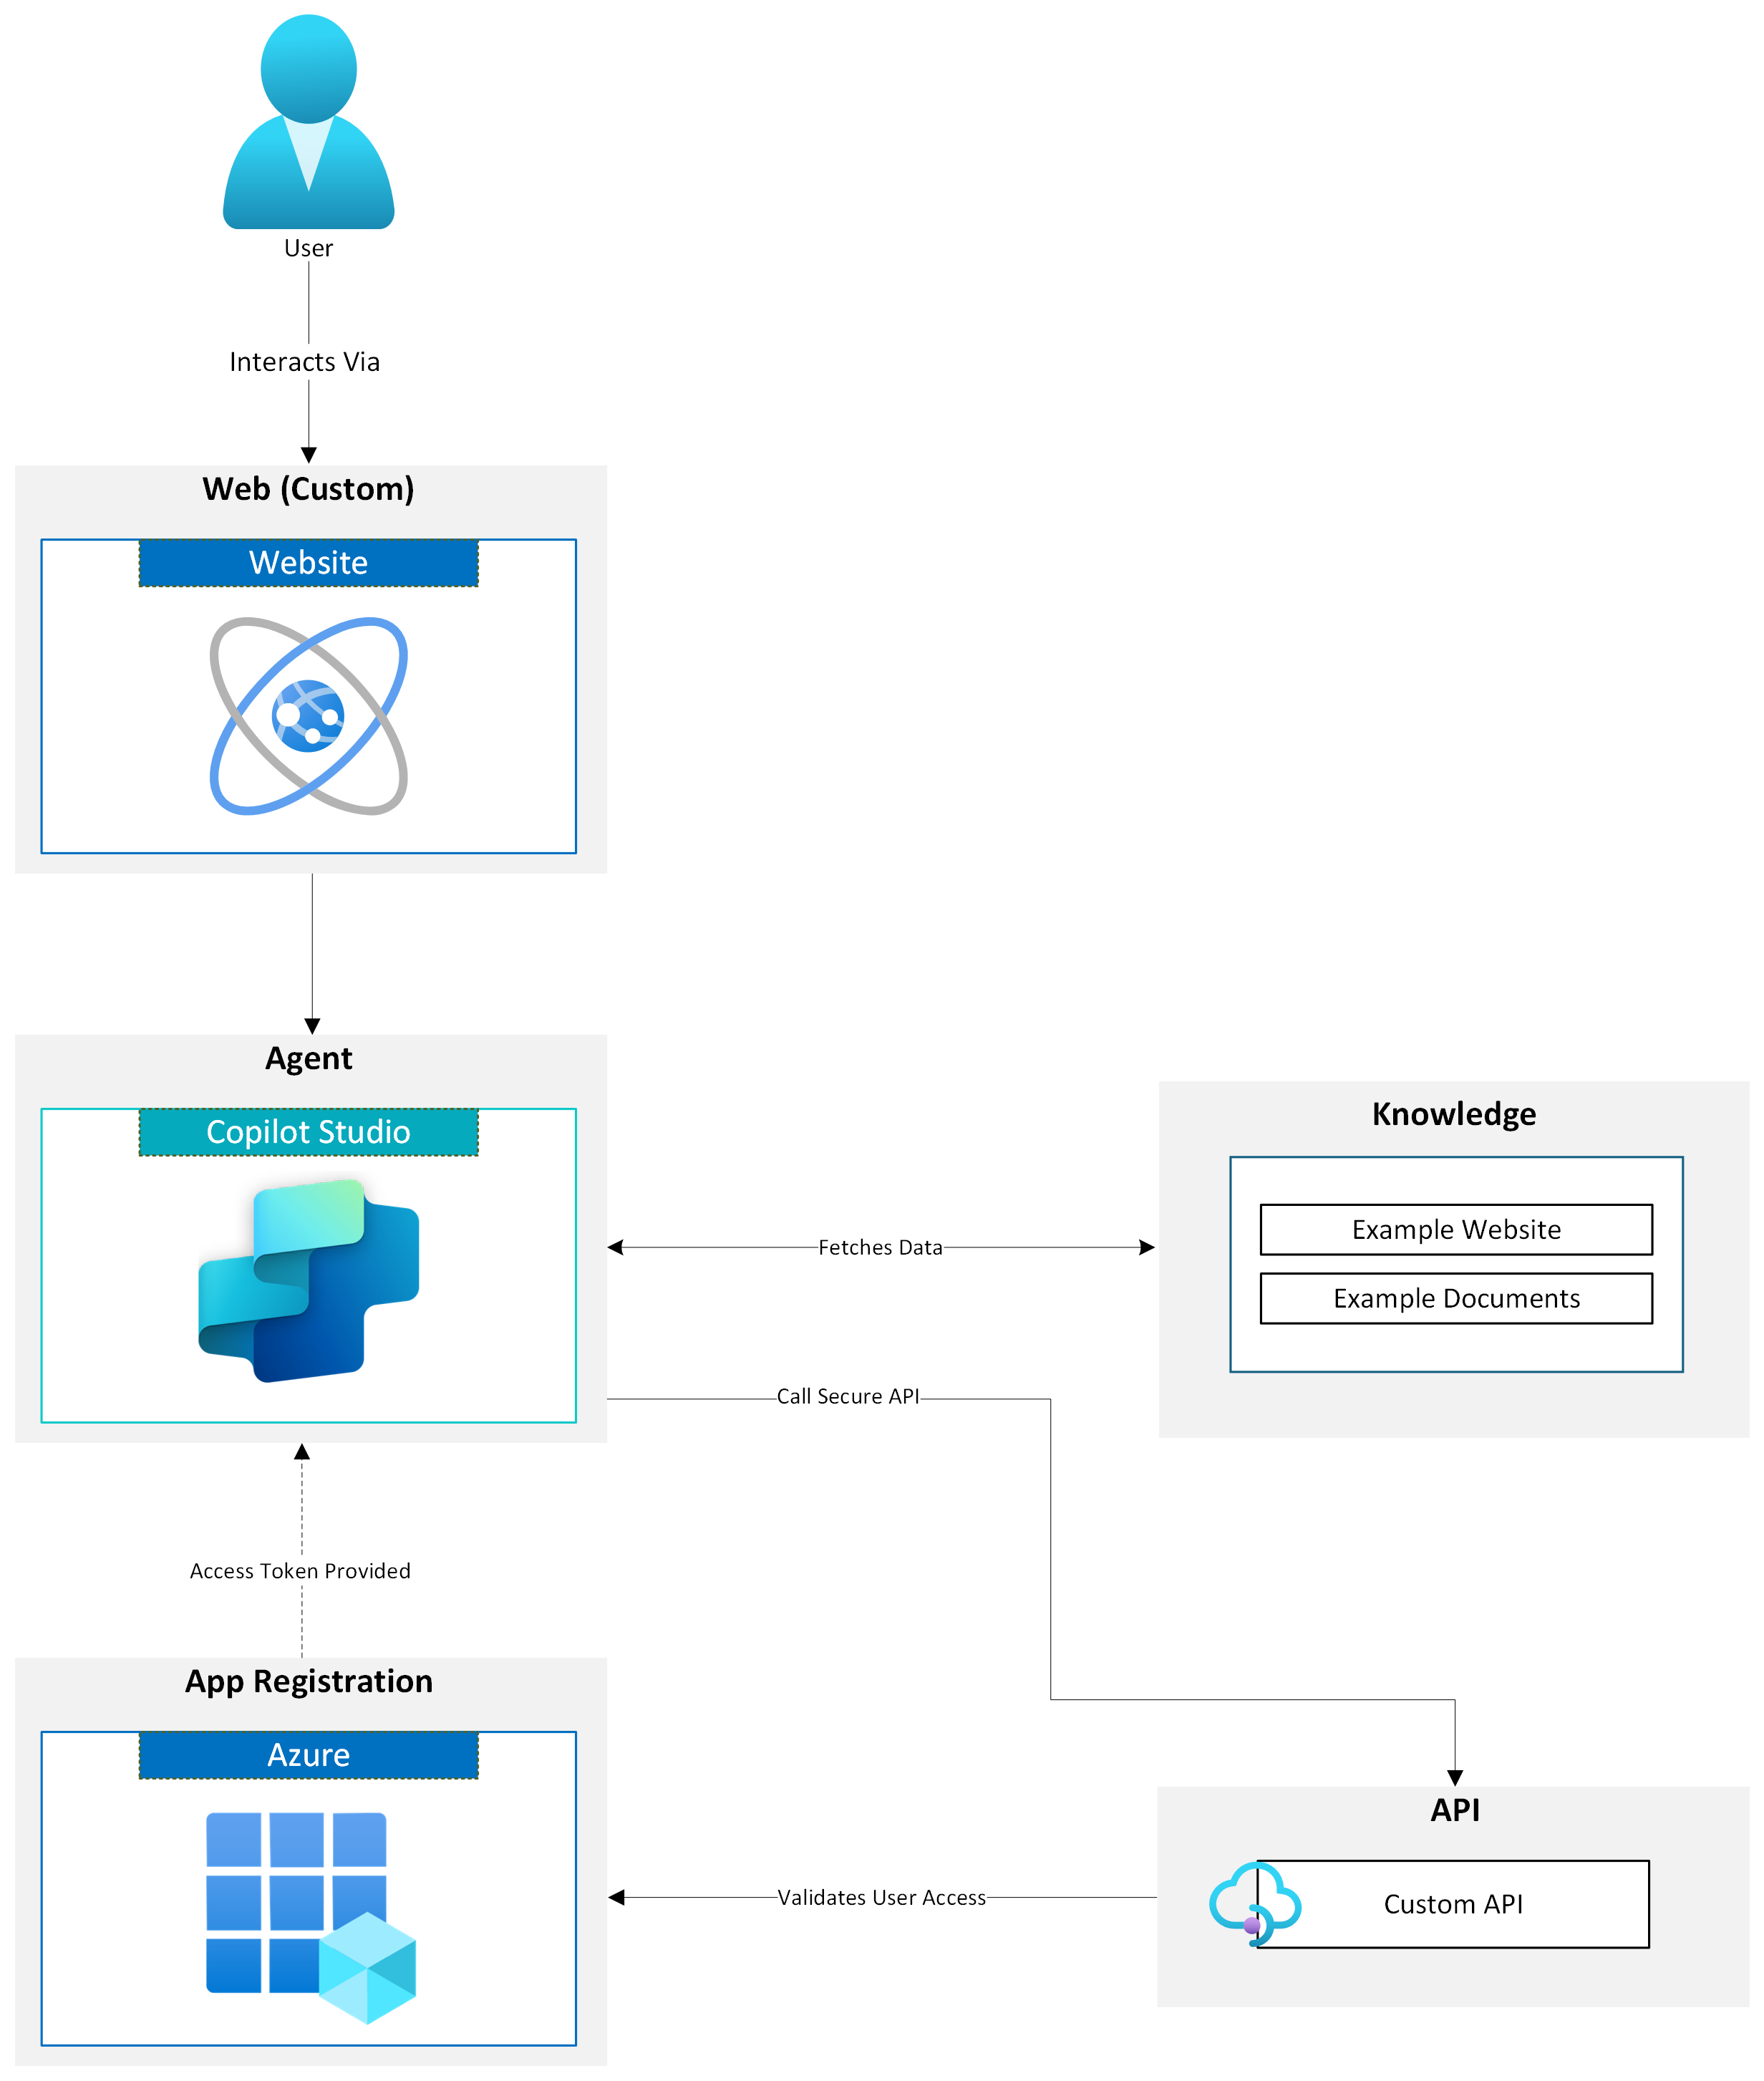 User
Interacts Via
Web (Custom)
Website
Agent
Copilot Studio
Knowledge
Example Website
Example Documents
Fetches Data
Call Secure API
Access Token Provided
App Registration
Azure
API
Custom API
Validates User Access